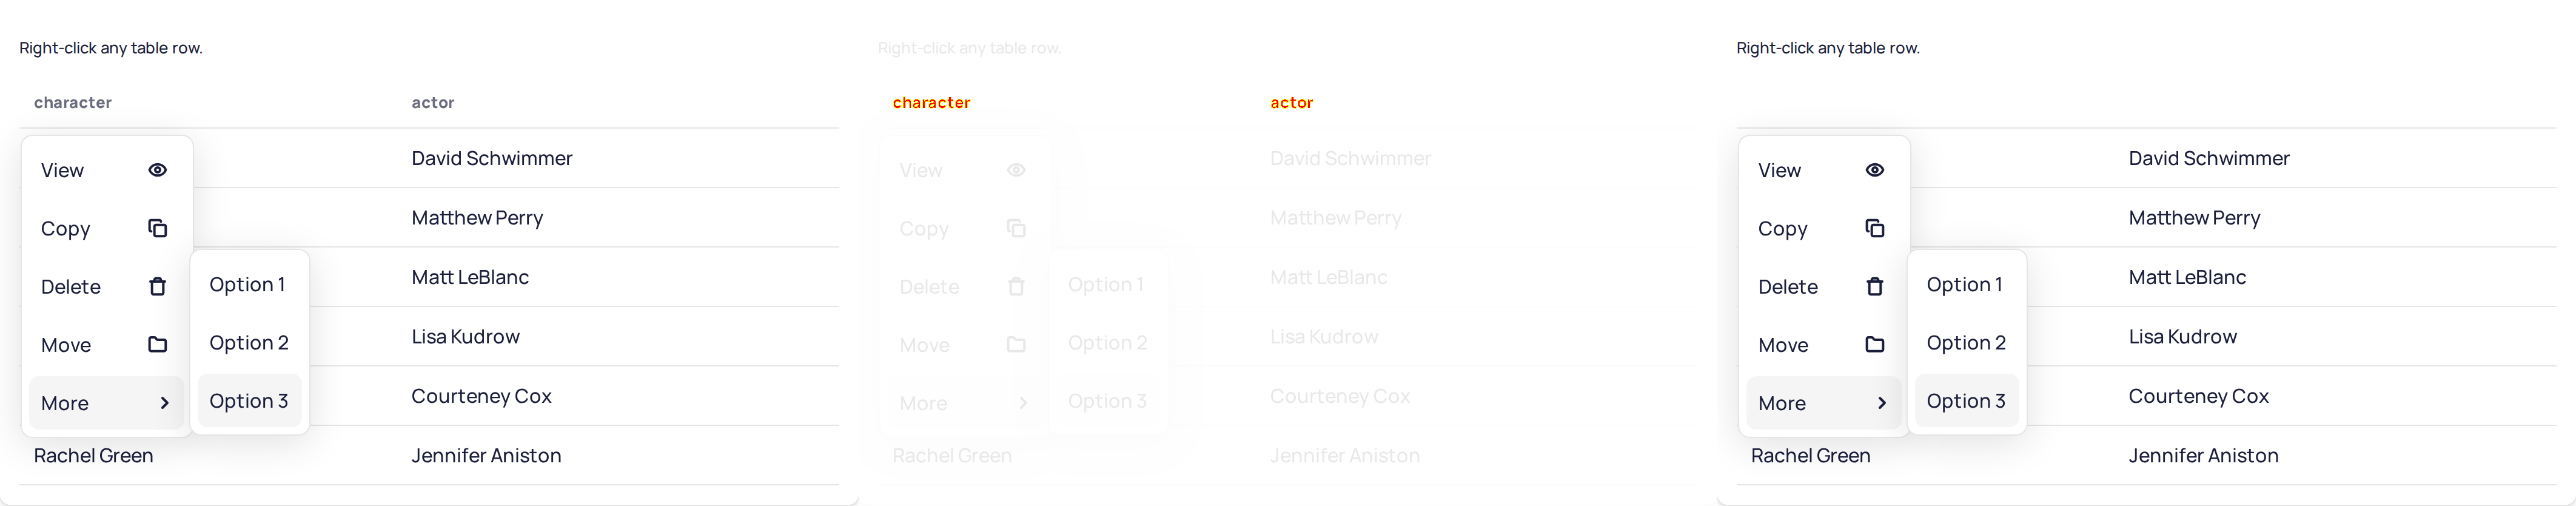 Right-click any table row.
character actor
View
Copy
Delete
Move
More
Option 1
Option 2
Option 3
David Schwimmer
Matthew Perry
Matt LeBlanc
Lisa Kudrow
Courteney Cox
Rachel Green Jennifer Aniston
Right-click any table row.
character actor
View
Copy
Delete
Move
More
Option 1
Option 2
Option 3
David Schwimmer
Matthew Perry
Matt LeBlanc
Lisa Kudrow
Courteney Cox
Rachel Green Jennifer Aniston
Right-click any table row.
View
Copy
Delete
Move
More
Option 1
Option 2
Option 3
David Schwimmer
Matthew Perry
Matt LeBlanc
Lisa Kudrow
Courteney Cox
Rachel Green Jennifer Aniston